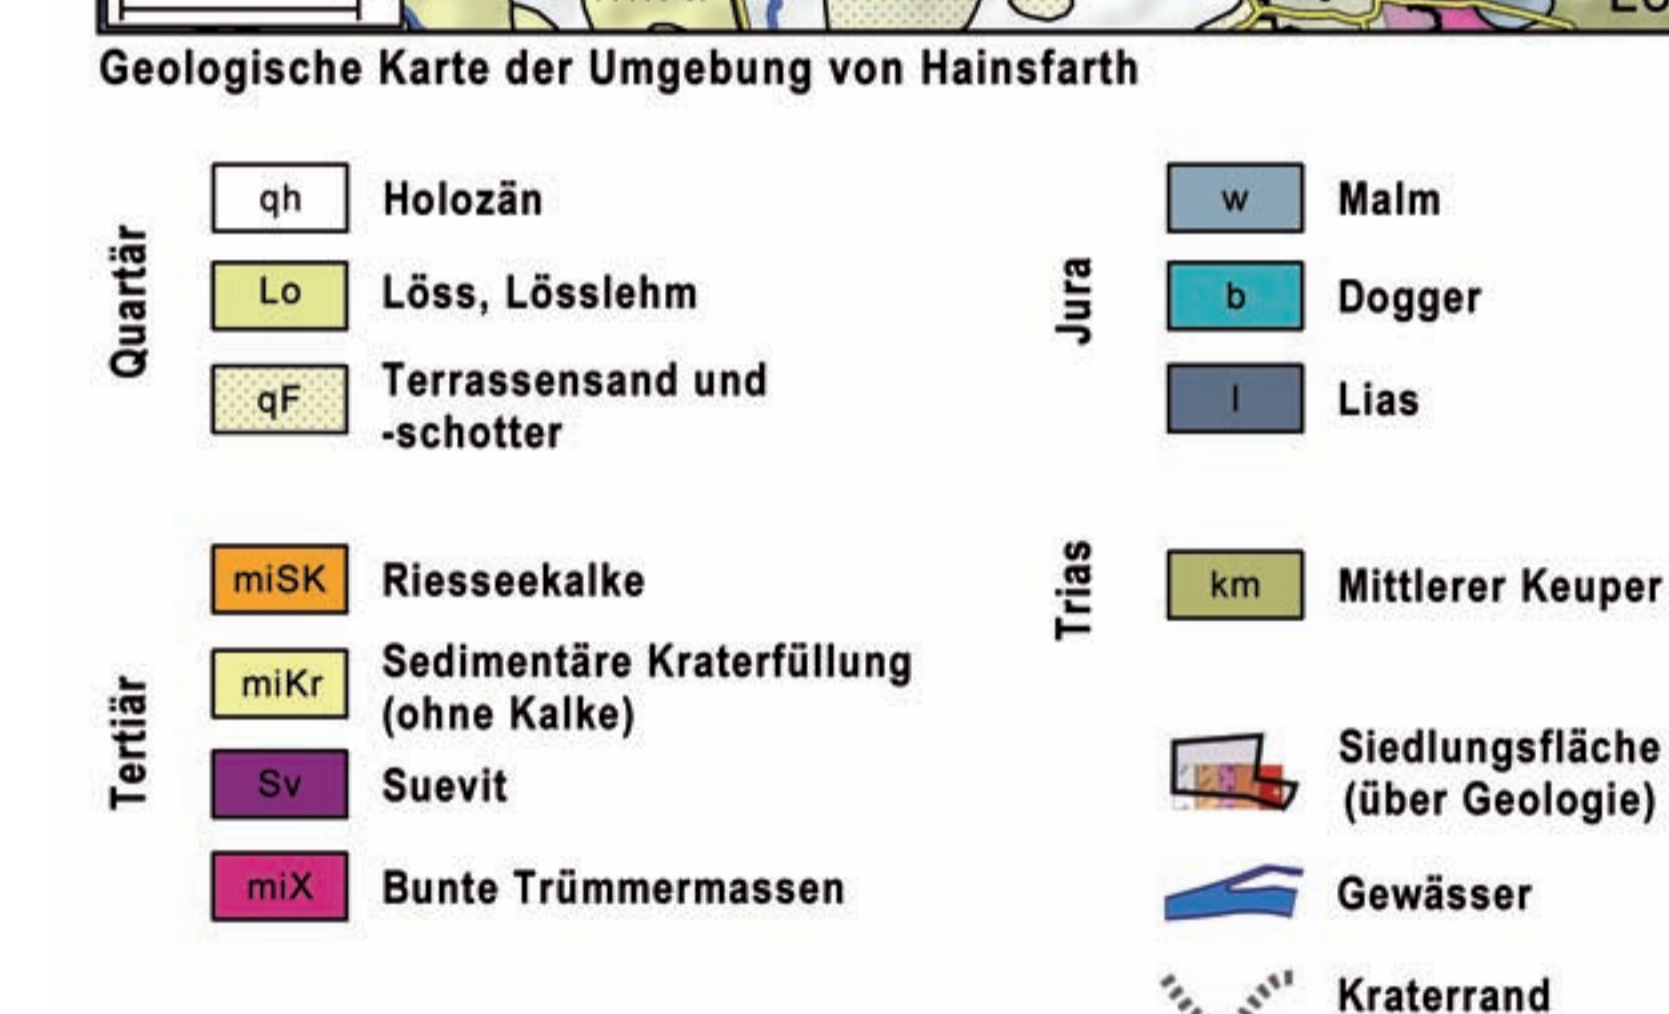 Geologische Karte der Umgebung von Hainsfarth
Quartär
qh Holozän
Lo Löss, Lösslehm
qF Terrassensand und
-schotter
Tertiär
miSK Riesseekalke
miKr Sedimentäre Kraterfüllung
(ohne Kalke)
Sv Suevit
miX Bunte Trümmermassen
Jura
w Malm
b Dogger
l Lias
Trias
km Mittlerer Keuper
Siedlungsfläche
(über Geologie)
Gewässer
Kraterrand